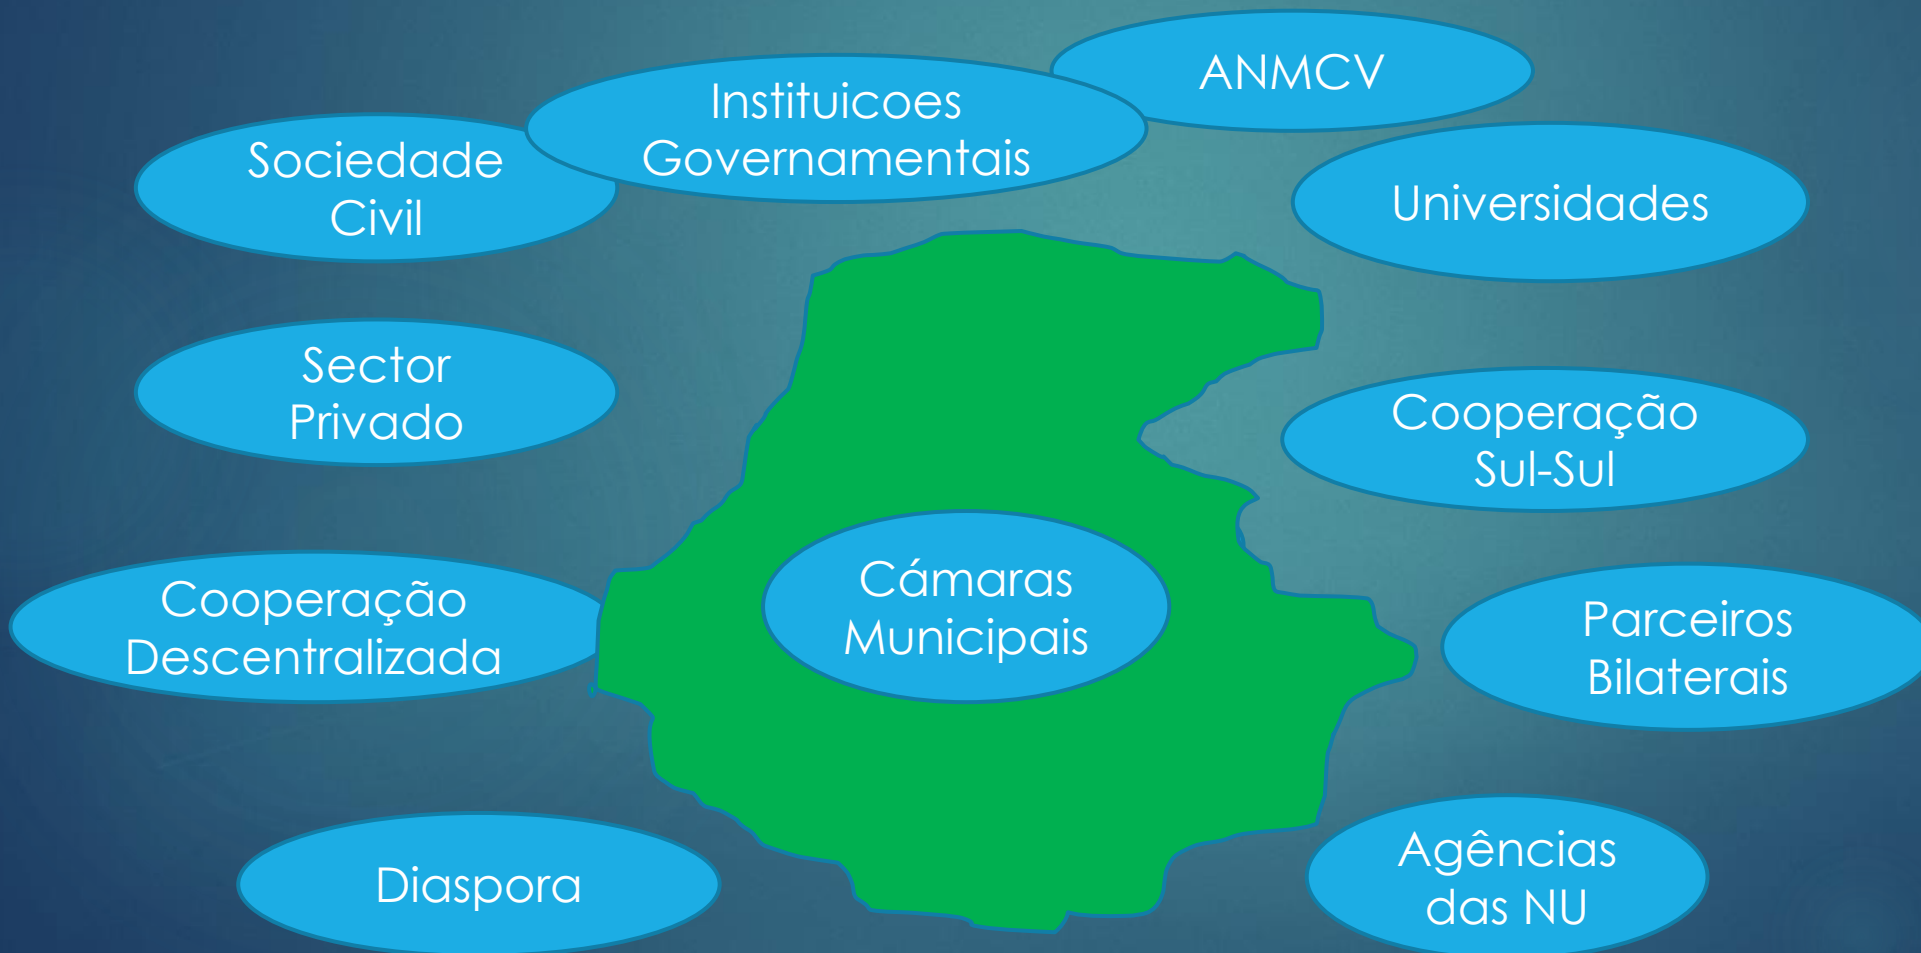 ANMCV
Instituicoes
Governamentais
Sociedade
Civil
Universidades
Sector
Privado
Cooperação
Sul-Sul
Cámaras
Municipais
Cooperação
Descentralizada
Parceiros
Bilaterais
Diaspora
Agências
das NU